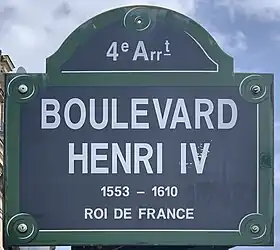 4e Arrt
BOULEVARD
HENRI IV
1553 – 1610
ROI DE FRANCE